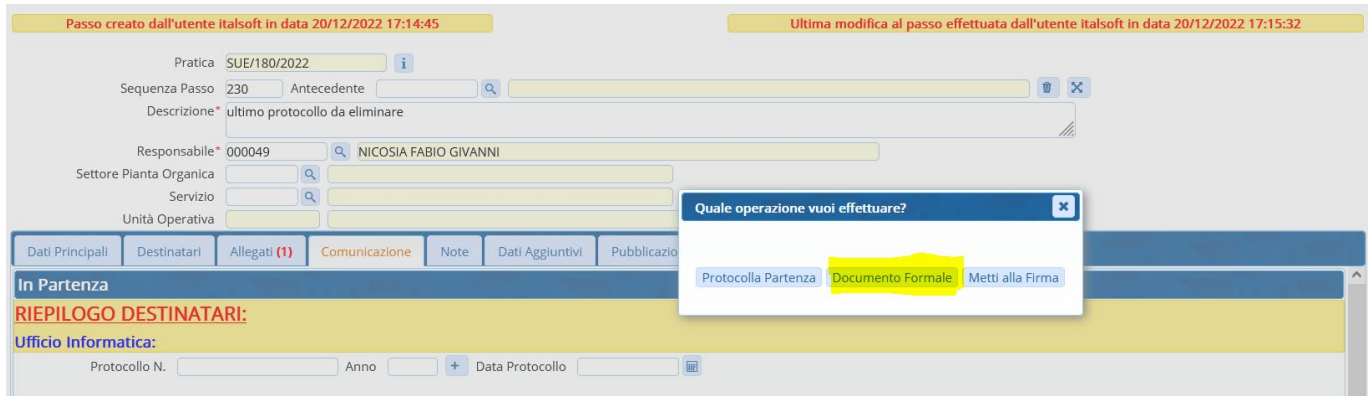 Passo creato dall'utente italsoft in data 20/12/2022 17:14:45
Ultima modifica al passo effettuata dall'utente italsoft in data 20/12/2022 17:15:32
Pratica SUE/180/2022 i
Sequenza Passo 230 Antecedente
Descrizione* ultimo protocollo da eliminare
Responsabile* 000049 NICOSIA FABIO GIVANNI
Settore Pianta Organica
Servizio
Unità Operativa
Quale operazione vuoi effettuare?
Protocolla Partenza Documento Formale Metti alla Firma
Dati Principali Destinatari Allegati (1) Comunicazione Note Dati Aggiuntivi Pubblicazio
In Partenza
RIEPILOGO DESTINATARI:
Ufficio Informatica:
Protocollo N. Anno + Data Protocollo